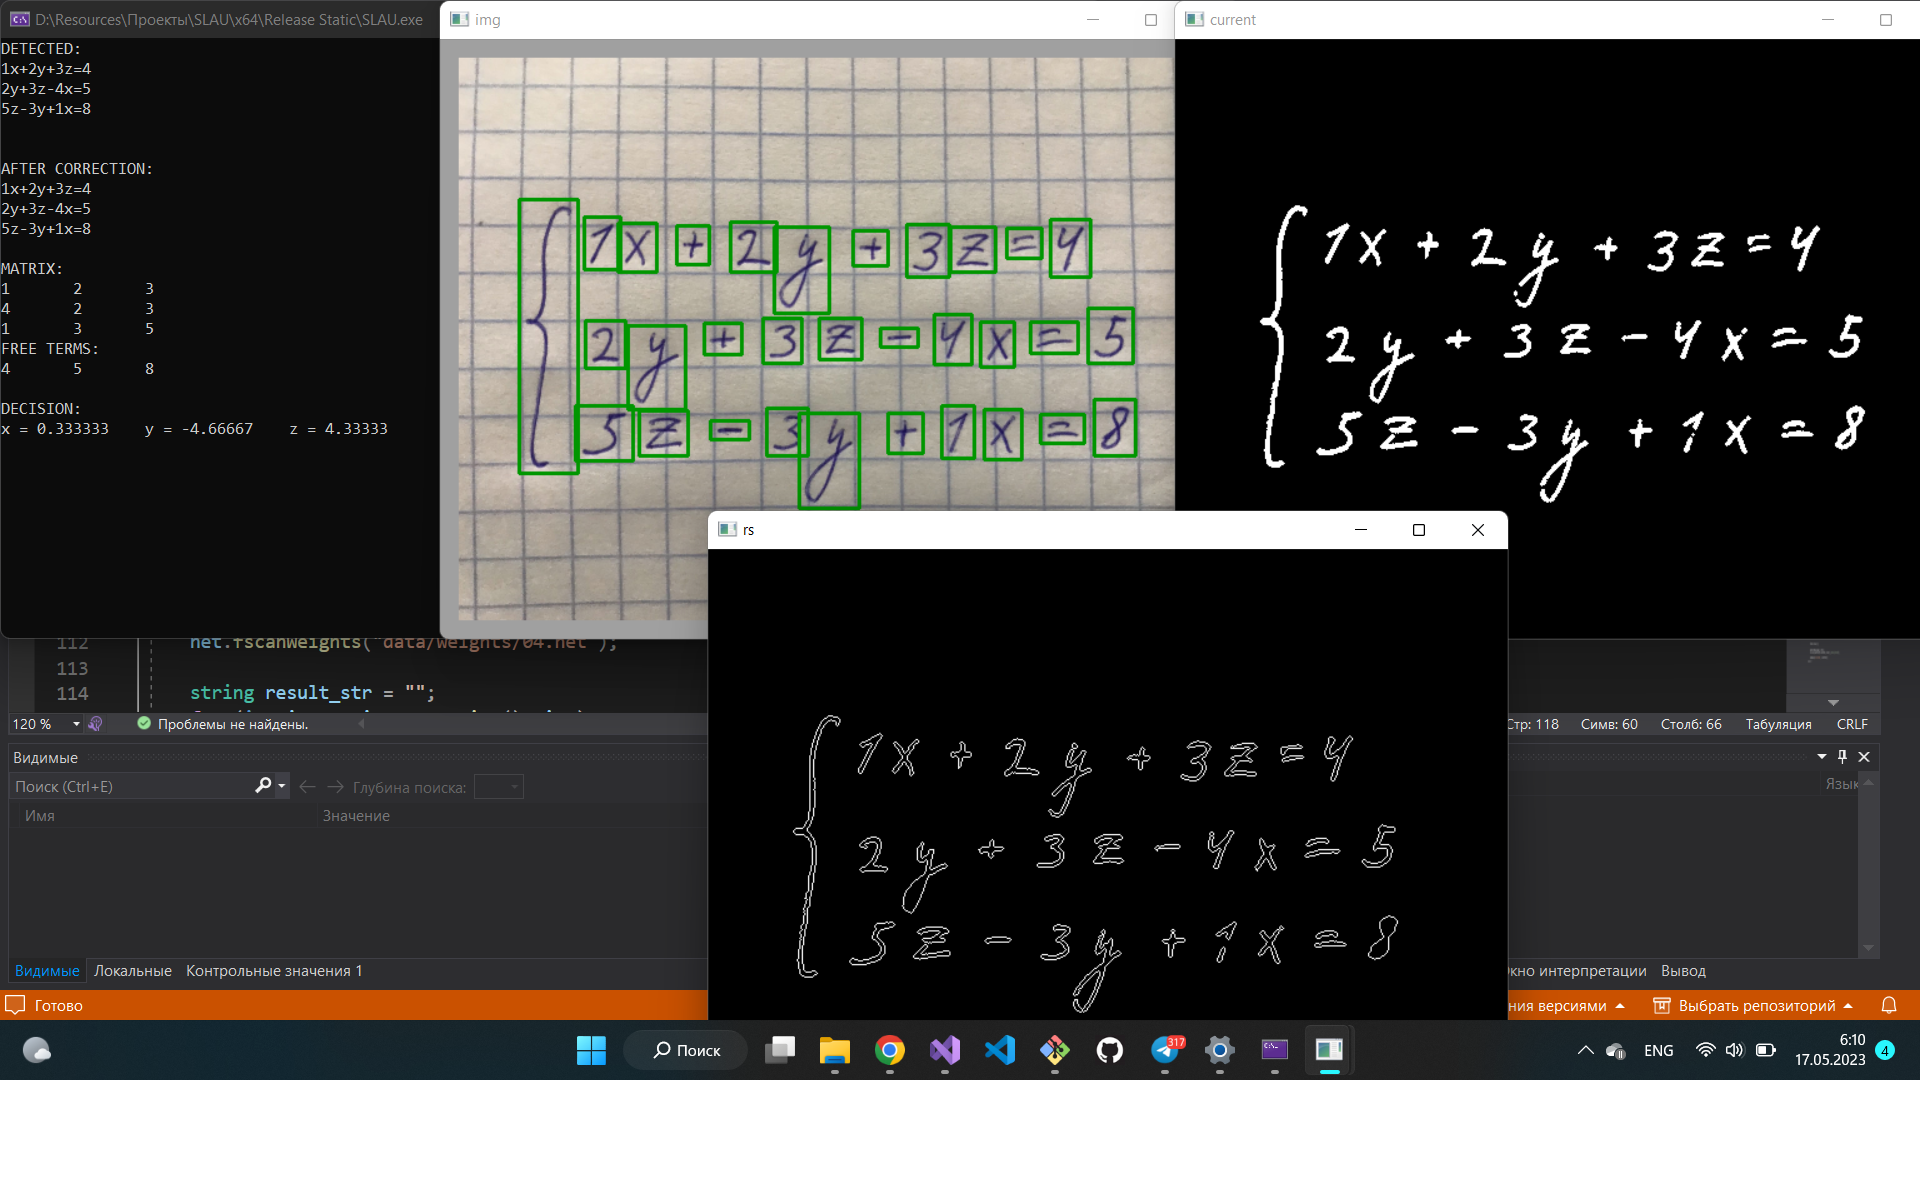 D:\Resources\Проекты\SLAU\x64\Release Static\SLAU.exe
DETECTED:
1x+2y+3z=4
2y+3z-4x=5
5z-3y+1x=8
AFTER CORRECTION:
1x+2y+3z=4
2y+3z-4x=5
5z-3y+1x=8
MATRIX:
1 2 3
4 2 3
1 3 5
FREE TERMS:
4 5 8
DECISION:
x = 0.333333 y = -4.66667 z = 4.33333
img
1x + 2y + 3z = 4
2y + 3z - 4x = 5
5z - 3y + 1x = 8
current
1x + 2y + 3z = 4
2y + 3z - 4x = 5
5z - 3y + 1x = 8
rs
1x + 2y + 3z = 4
2y + 3z - 4x = 5
5z - 3y + 1x = 8
112 net.fscanWeights("data/weights/04.net");
113
114 string result_str = "";
120 %
Проблемы не найдены.
Стр: 118 Симв: 60 Столб: 66 Табуляция CRLF
Видимые
Поиск (Ctrl+E) Глубина поиска:
Имя Значение
Язык
Видимые Локальные Контрольные значения 1
кно интерпретации Вывод
Готово
ния версиями Выбрать репозиторий
Поиск
317
ENG
6:10
17.05.2023
4